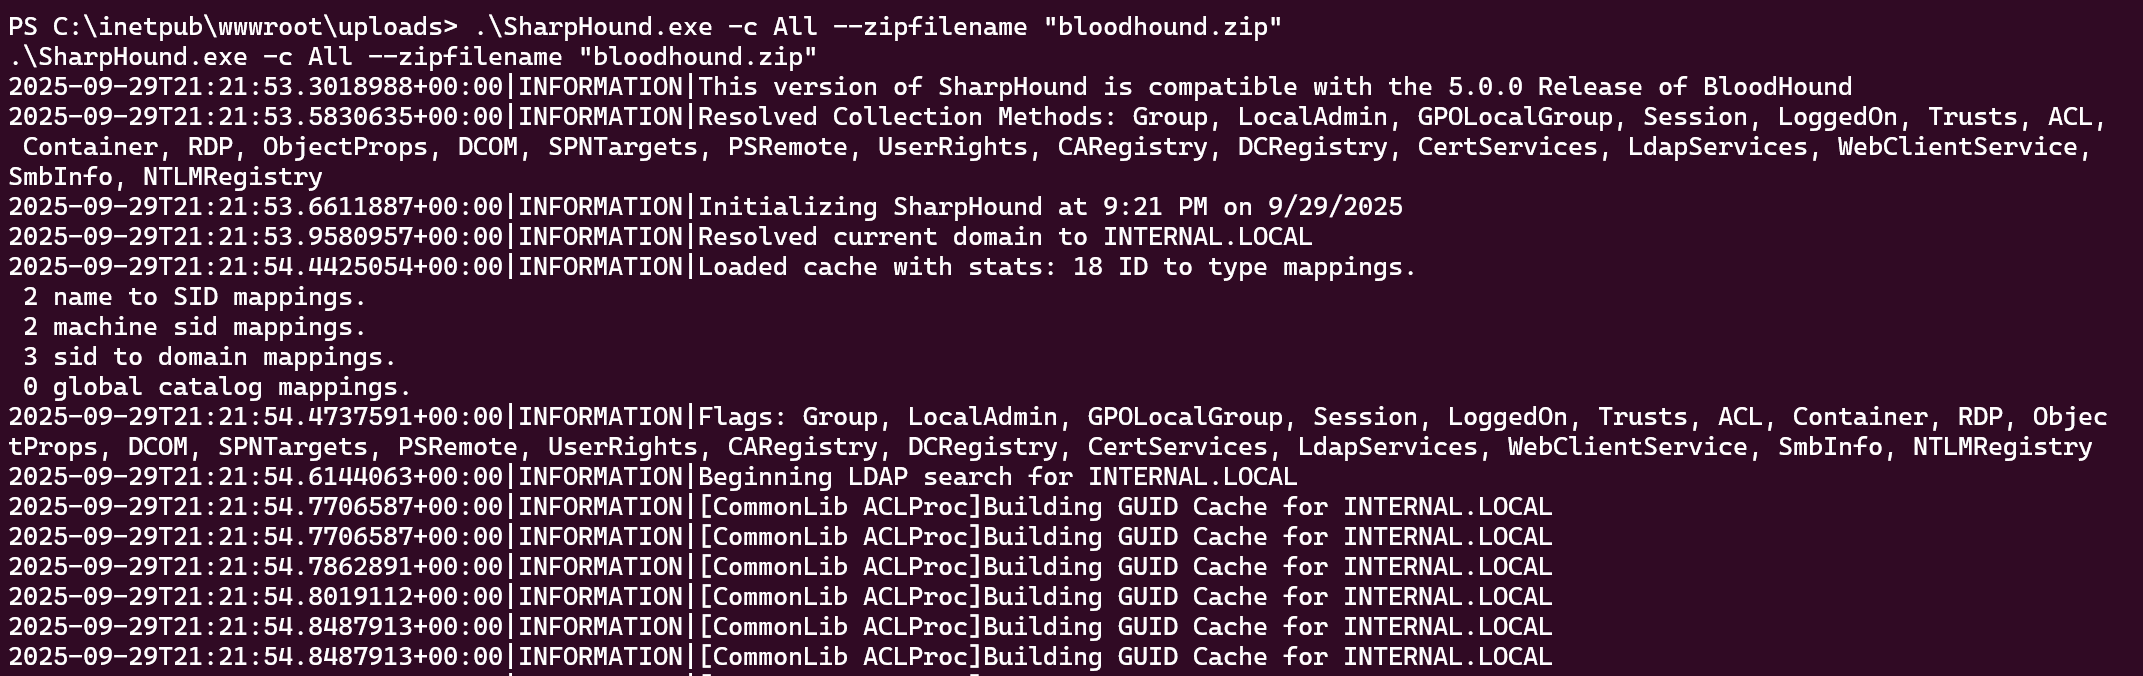 PS C:\inetpub\wwwroot\uploads> .\SharpHound.exe -c All --zipfilename "bloodhound.zip"
.\SharpHound.exe -c All --zipfilename "bloodhound.zip"
2025-09-29T21:21:53.3018988+00:00|INFORMATION|This version of SharpHound is compatible with the 5.0.0 Release of BloodHound
2025-09-29T21:21:53.5830635+00:00|INFORMATION|Resolved Collection Methods: Group, LocalAdmin, GPOLocalGroup, Session, LoggedOn, Trusts, ACL,
 Container, RDP, ObjectProps, DCOM, SPNTargets, PSRemote, UserRights, CARegistry, DCRegistry, CertServices, LdapServices, WebClientService,
SmbInfo, NTLMRegistry
2025-09-29T21:21:53.6611887+00:00|INFORMATION|Initializing SharpHound at 9:21 PM on 9/29/2025
2025-09-29T21:21:53.9580957+00:00|INFORMATION|Resolved current domain to INTERNAL.LOCAL
2025-09-29T21:21:54.4425054+00:00|INFORMATION|Loaded cache with stats: 18 ID to type mappings.
 2 name to SID mappings.
 2 machine sid mappings.
 3 sid to domain mappings.
 0 global catalog mappings.
2025-09-29T21:21:54.4737591+00:00|INFORMATION|Flags: Group, LocalAdmin, GPOLocalGroup, Session, LoggedOn, Trusts, ACL, Container, RDP, Objec
tProps, DCOM, SPNTargets, PSRemote, UserRights, CARegistry, DCRegistry, CertServices, LdapServices, WebClientService, SmbInfo, NTLMRegistry
2025-09-29T21:21:54.6144063+00:00|INFORMATION|Beginning LDAP search for INTERNAL.LOCAL
2025-09-29T21:21:54.7706587+00:00|INFORMATION|[CommonLib ACLProc]Building GUID Cache for INTERNAL.LOCAL
2025-09-29T21:21:54.7706587+00:00|INFORMATION|[CommonLib ACLProc]Building GUID Cache for INTERNAL.LOCAL
2025-09-29T21:21:54.7862891+00:00|INFORMATION|[CommonLib ACLProc]Building GUID Cache for INTERNAL.LOCAL
2025-09-29T21:21:54.8019112+00:00|INFORMATION|[CommonLib ACLProc]Building GUID Cache for INTERNAL.LOCAL
2025-09-29T21:21:54.8487913+00:00|INFORMATION|[CommonLib ACLProc]Building GUID Cache for INTERNAL.LOCAL
2025-09-29T21:21:54.8487913+00:00|INFORMATION|[CommonLib ACLProc]Building GUID Cache for INTERNAL.LOCAL